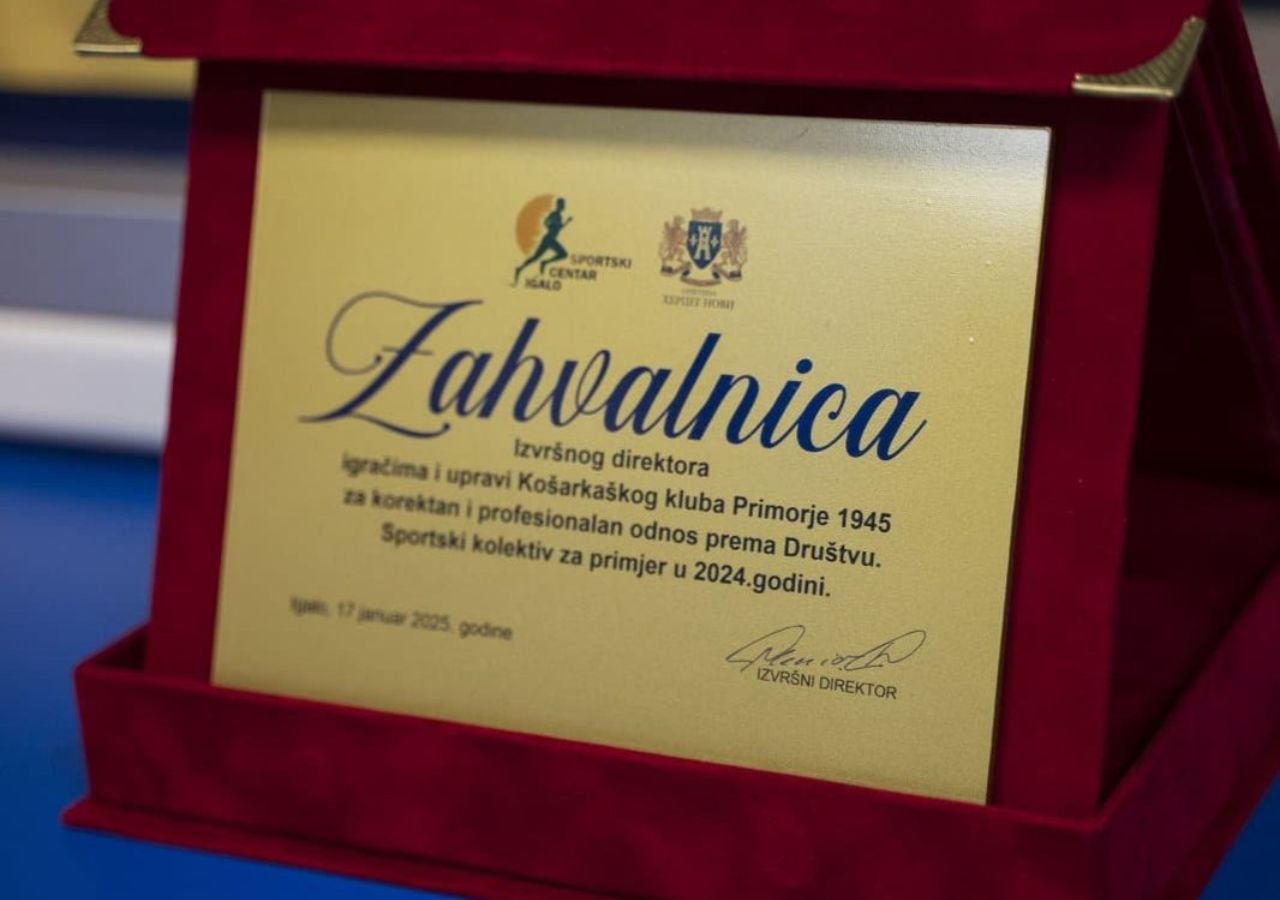 SPORTSKI
CENTAR
IGALO
ХЕРЦЕГ НОВИ
Zahvalnica
Izvršnog direktora
igračima i upravi Košarkaškog kluba Primorje 1945
za korektan i profesionalan odnos prema Društvu.
Sportski kolektiv za primjer u 2024.godini.
Igalo, 17 januar 2025. godine
IZVRŠNI DIREKTOR